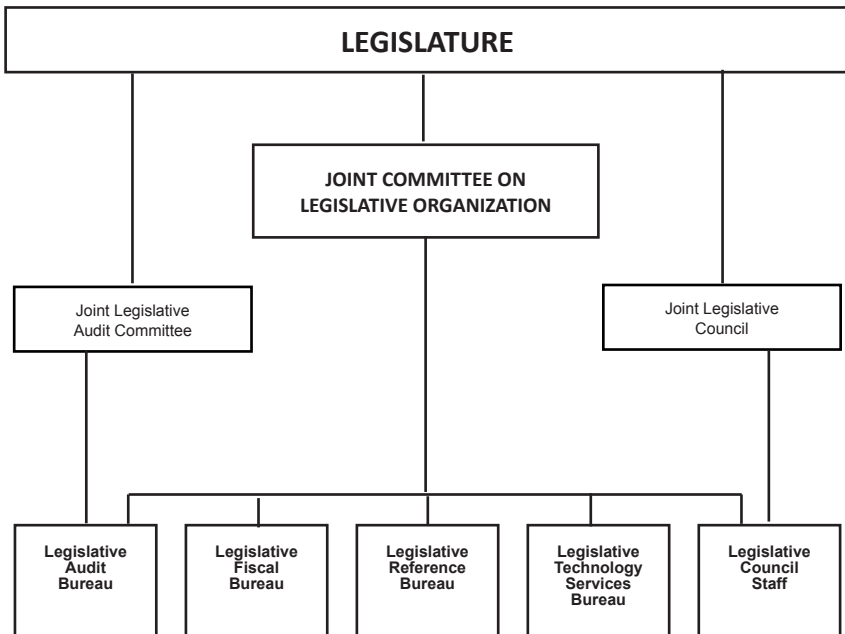 LEGISLATURE
JOINT COMMITTEE ON
LEGISLATIVE ORGANIZATION
Joint Legislative
Audit Committee
Joint Legislative
Council
Legislative
Audit
Bureau
Legislative
Fiscal
Bureau
Legislative
Reference
Bureau
Legislative
Technology
Services
Bureau
Legislative
Council
Staff